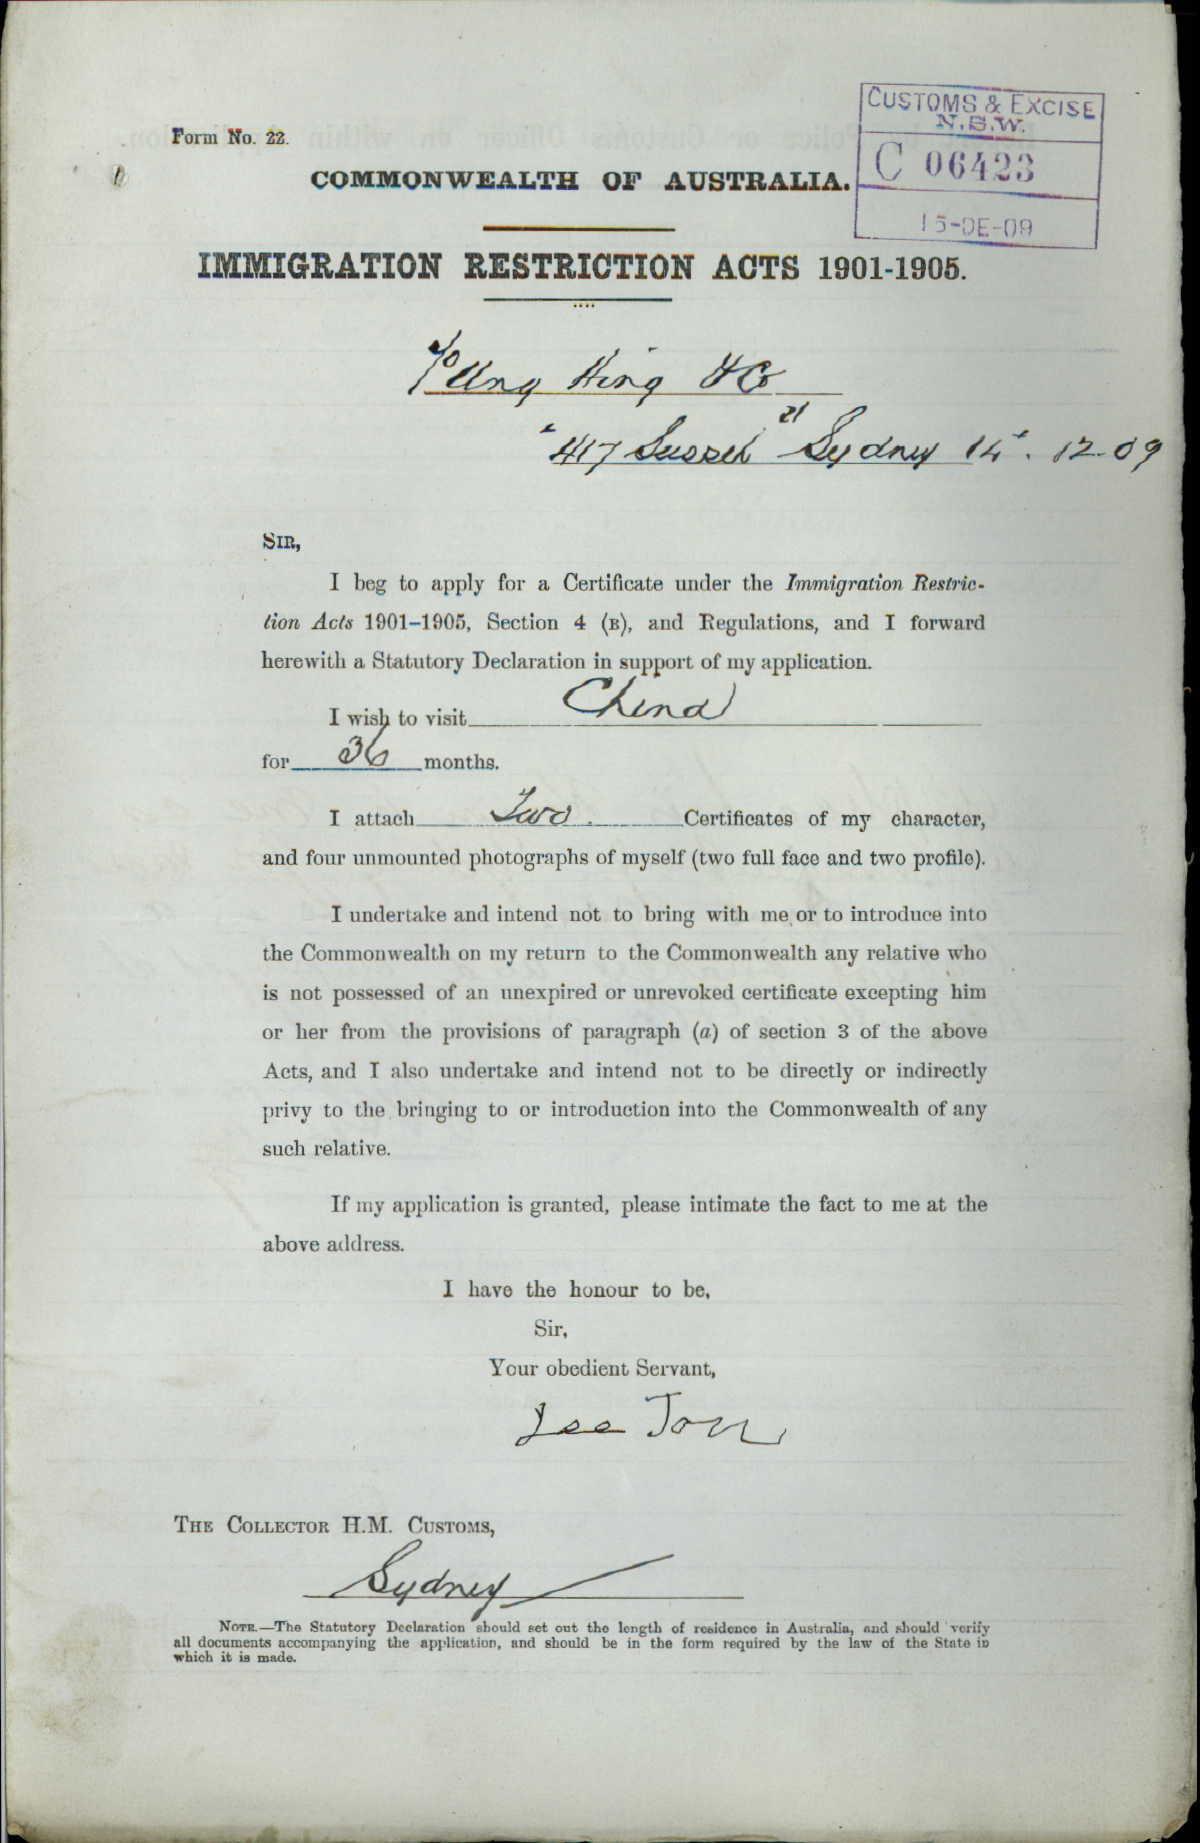 Form No. 22.
CUSTOMS & EXCISE
N.S.W.
C 06423
15-DE-09
COMMONWEALTH OF AUSTRALIA.
IMMIGRATION RESTRICTION ACTS 1901-1905.
c/o Ung Hing & Co
"417 Sussex St" Sydney 14th. 12.09
SIR,
I beg to apply for a Certificate under the Immigration Restric-
tion Acts 1901–1905, Section 4 (B), and Regulations, and I forward
herewith a Statutory Declaration in support of my application.
I wish to visit China
for 36 months.
I attach Two. Certificates of my character,
and four unmounted photographs of myself (two full face and two profile).
I undertake and intend not to bring with me or to introduce into
the Commonwealth on my return to the Commonwealth any relative who
is not possessed of an unexpired or unrevoked certificate excepting him
or her from the provisions of paragraph (a) of section 3 of the above
Acts, and I also undertake and intend not to be directly or indirectly
privy to the bringing to or introduction into the Commonwealth of any
such relative.
If my application is granted, please intimate the fact to me at the
above address.
I have the honour to be,
Sir,
Your obedient Servant,
Lee
THE COLLECTOR H.M. CUSTOMS,
Sydney
NOTE.—The Statutory Declaration should set out the length of residence in Australia, and should verify
all documents accompanying the application, and should be in the form required by the law of the State in
which it is made.